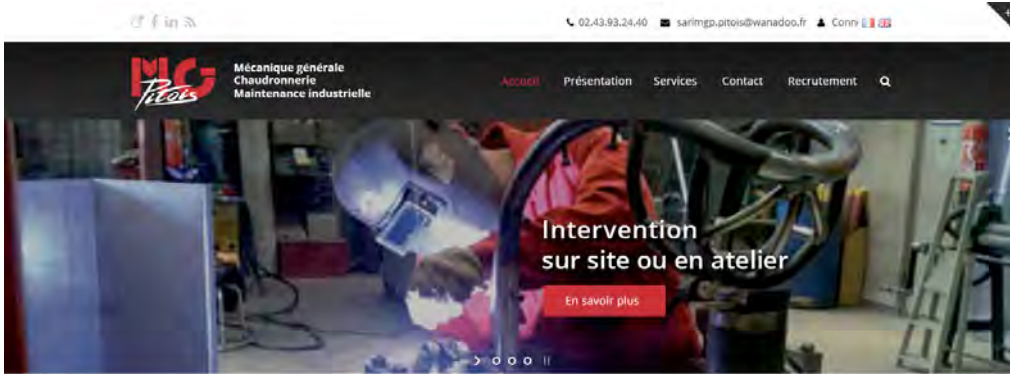 02.43.93.24.40 sarlmgp.pitois@wanadoo.fr Conn
MG
Pitois
Mécanique générale
Chaudronnerie
Maintenance industrielle
Accueil Présentation Services Contact Recrutement
Intervention
sur site ou en atelier
En savoir plus